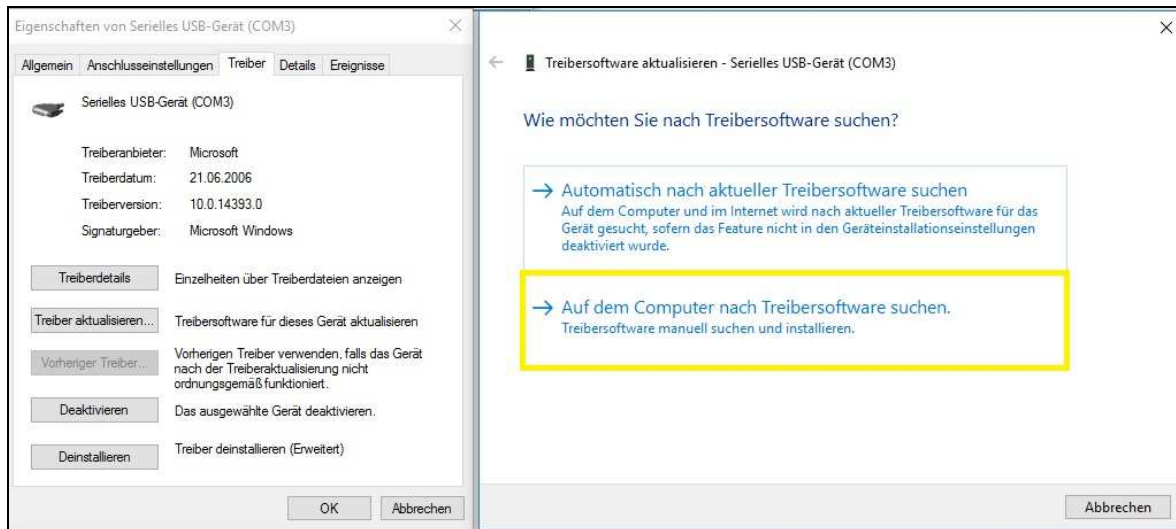 Eigenschaften von Serielles USB-Gerät (COM3)
Allgemein Anschlusseinstellungen Treiber Details Ereignisse
Serielles USB-Gerät (COM3)
Treiberanbieter: Microsoft
Treiberdatum: 21.06.2006
Treiberversion: 10.0.14393.0
Signaturgeber: Microsoft Windows
Treiberdetails
Einzelheiten über Treiberdateien anzeigen
Treiber aktualisieren...
Treibersoftware für dieses Gerät aktualisieren
Vorheriger Treiber...
Vorherigen Treiber verwenden, falls das Gerät
nach der Treiberaktualisierung nicht
ordnungsgemäß funktioniert.
Deaktivieren
Das ausgewählte Gerät deaktivieren.
Deinstallieren
Treiber deinstallieren (Erweitert)
OK Abbrechen
Treibersoftware aktualisieren - Serielles USB-Gerät (COM3)
Wie möchten Sie nach Treibersoftware suchen?
Automatisch nach aktueller Treibersoftware suchen
Auf dem Computer und im Internet wird nach aktueller Treibersoftware für das
Gerät gesucht, sofern das Feature nicht in den Geräteinstallationseinstellungen
deaktiviert wurde.
Auf dem Computer nach Treibersoftware suchen.
Treibersoftware manuell suchen und installieren.
Abbrechen